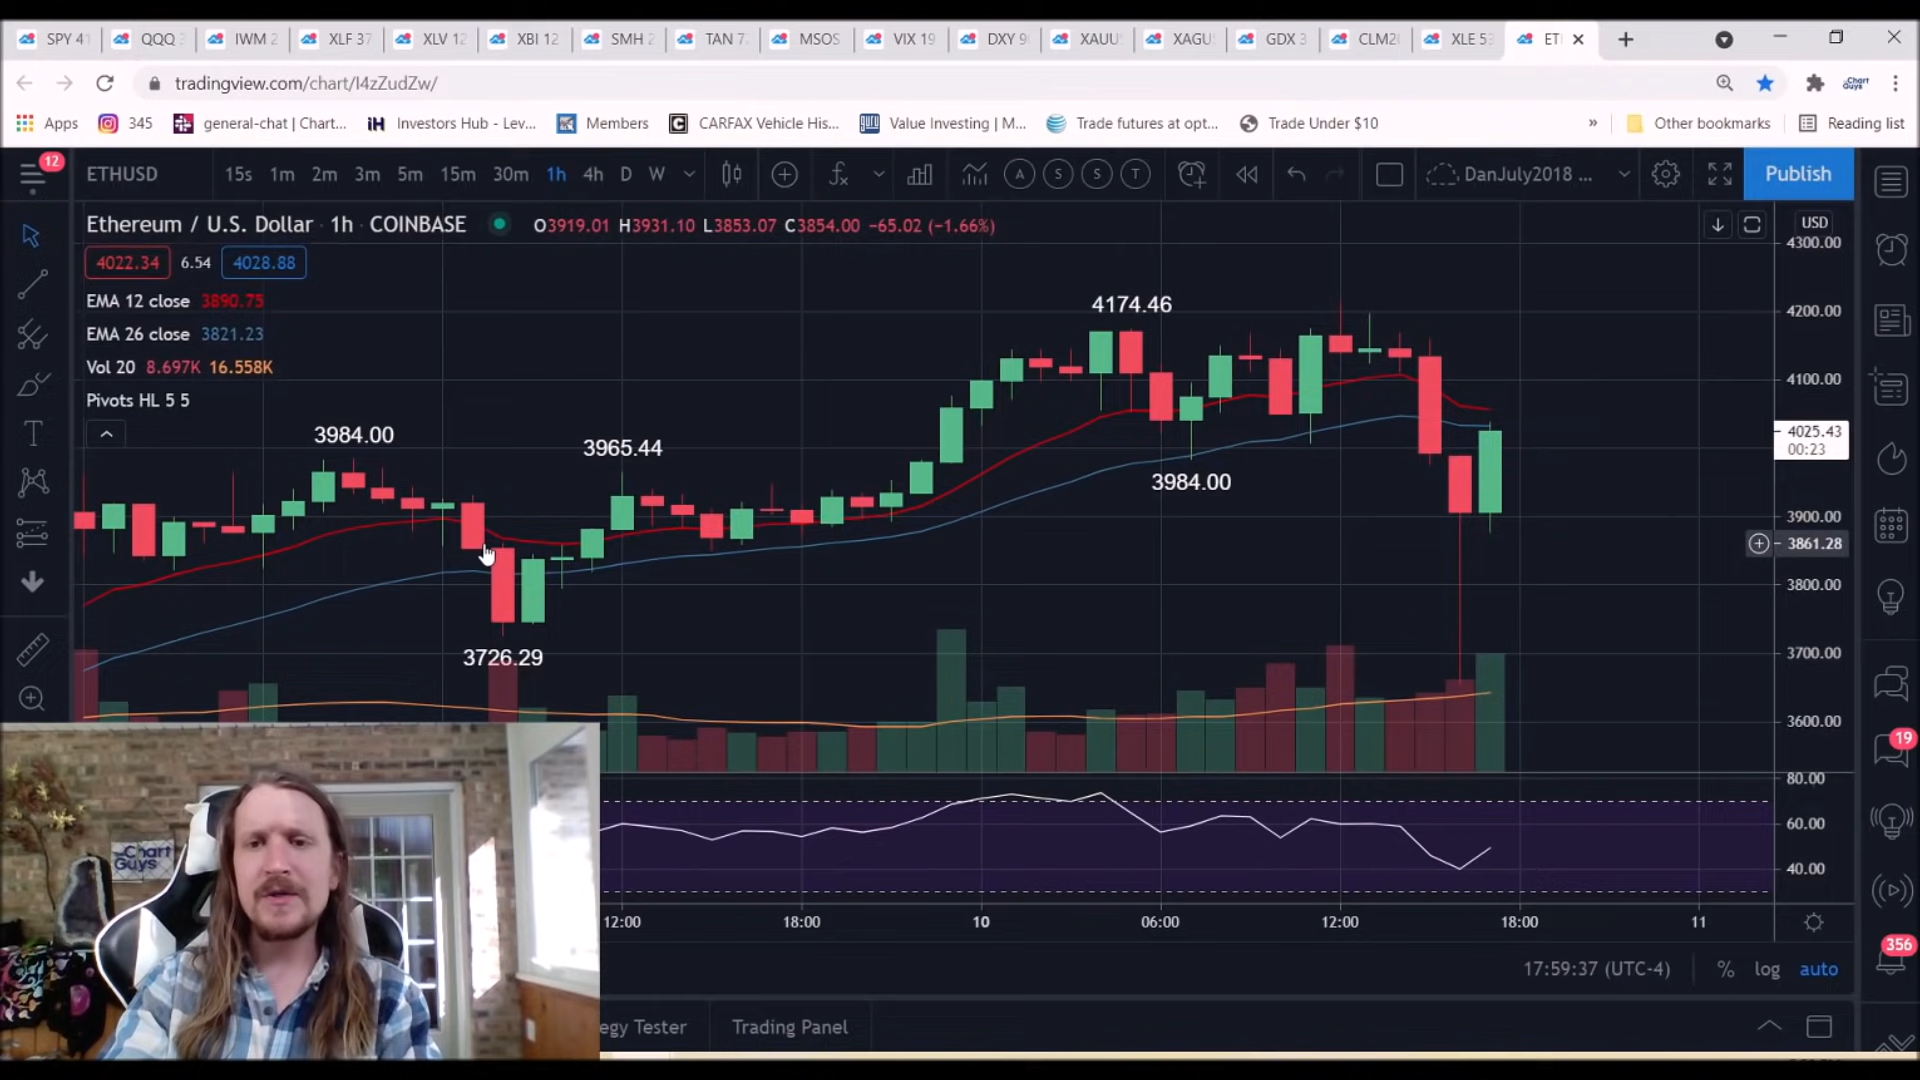 SPY 41
QQQ 3
IWM 2
XLF 37
XLV 12
XBI 12
SMH 2
TAN 7
MSOS
VIX 19
DXY 9
XAUU
XAGU
GDX 3
CLM2
XLE 53
ET
tradingview.com/chart/I4zZudZw/
Apps
345
general-chat | Chart...
iH
Investors Hub - Lev...
Members
CARFAX Vehicle His...
Value Investing | M...
Trade futures at opt...
Trade Under $10
»
Other bookmarks
Reading list
12
ETHUSD
15s 1m 2m 3m 5m 15m 30m 1h 4h D W
A S S T
DanJuly2018 ...
Publish
Ethereum / U.S. Dollar · 1h · COINBASE
O3919.01 H3931.10 L3853.07 C3854.00 −65.02 (−1.66%)
4022.34 6.54 4028.88
EMA 12 close 3890.75
EMA 26 close 3821.23
Vol 20 8.697K 16.558K
Pivots HL 5 5
3984.00
3965.44
3726.29
4174.46
3984.00
USD
4300.00
4200.00
4100.00
4025.43
00:23
3900.00
3861.28
3800.00
3700.00
3600.00
80.00
60.00
40.00
12:00 18:00 10 06:00 12:00 18:00 11
17:59:37 (UTC-4) % log auto
egy Tester Trading Panel
19
356
Chart
Guys